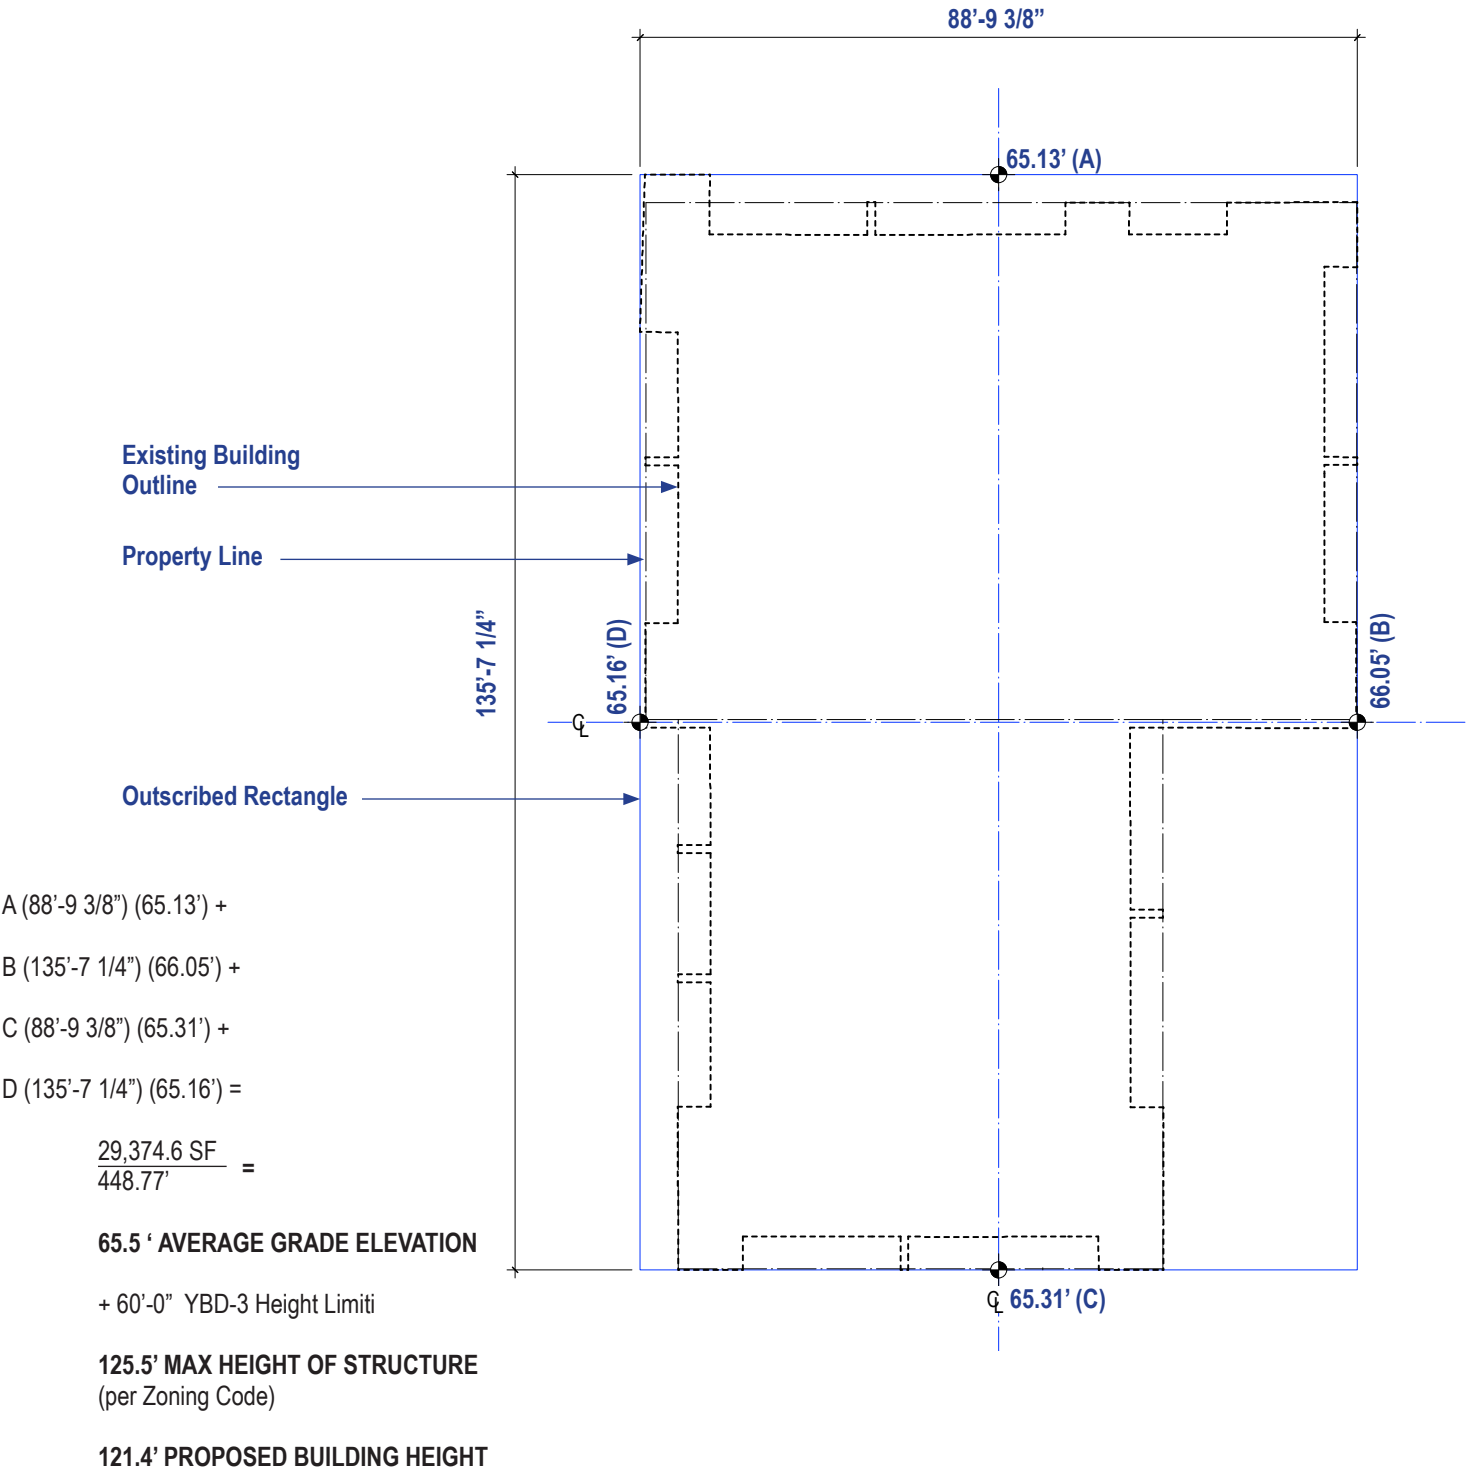 88’-9 3/8”
65.13’ (A)
Existing Building
Outline
Property Line
135’-7 1/4”
65.16’ (D)
66.05’ (B)
℄
Outscribed Rectangle
A (88’-9 3/8”) (65.13’) +
B (135’-7 1/4”) (66.05’) +
C (88’-9 3/8”) (65.31’) +
D (135’-7 1/4”) (65.16’) =
29,374.6 SF
448.77’ =
65.5 ‘ AVERAGE GRADE ELEVATION
+ 60’-0” YBD-3 Height Limiti
℄ 65.31’ (C)
125.5’ MAX HEIGHT OF STRUCTURE
(per Zoning Code)
121.4’ PROPOSED BUILDING HEIGHT